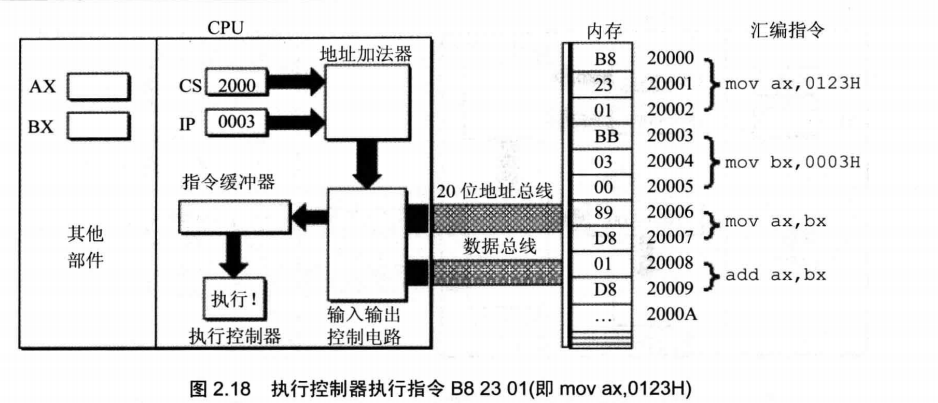 CPU
内存
汇编指令
地址加法器
AX
BX
CS 2000
IP 0003
指令缓冲器
其他
部件
执行！
执行控制器
输入输出
控制电路
20 位地址总线
数据总线
B8 20000
23 20001
01 20002
mov ax,0123H
BB 20003
03 20004
00 20005
mov bx,0003H
89 20006
D8 20007
mov ax,bx
01 20008
D8 20009
add ax,bx
… 2000A
图 2.18 执行控制器执行指令 B8 23 01(即 mov ax,0123H)